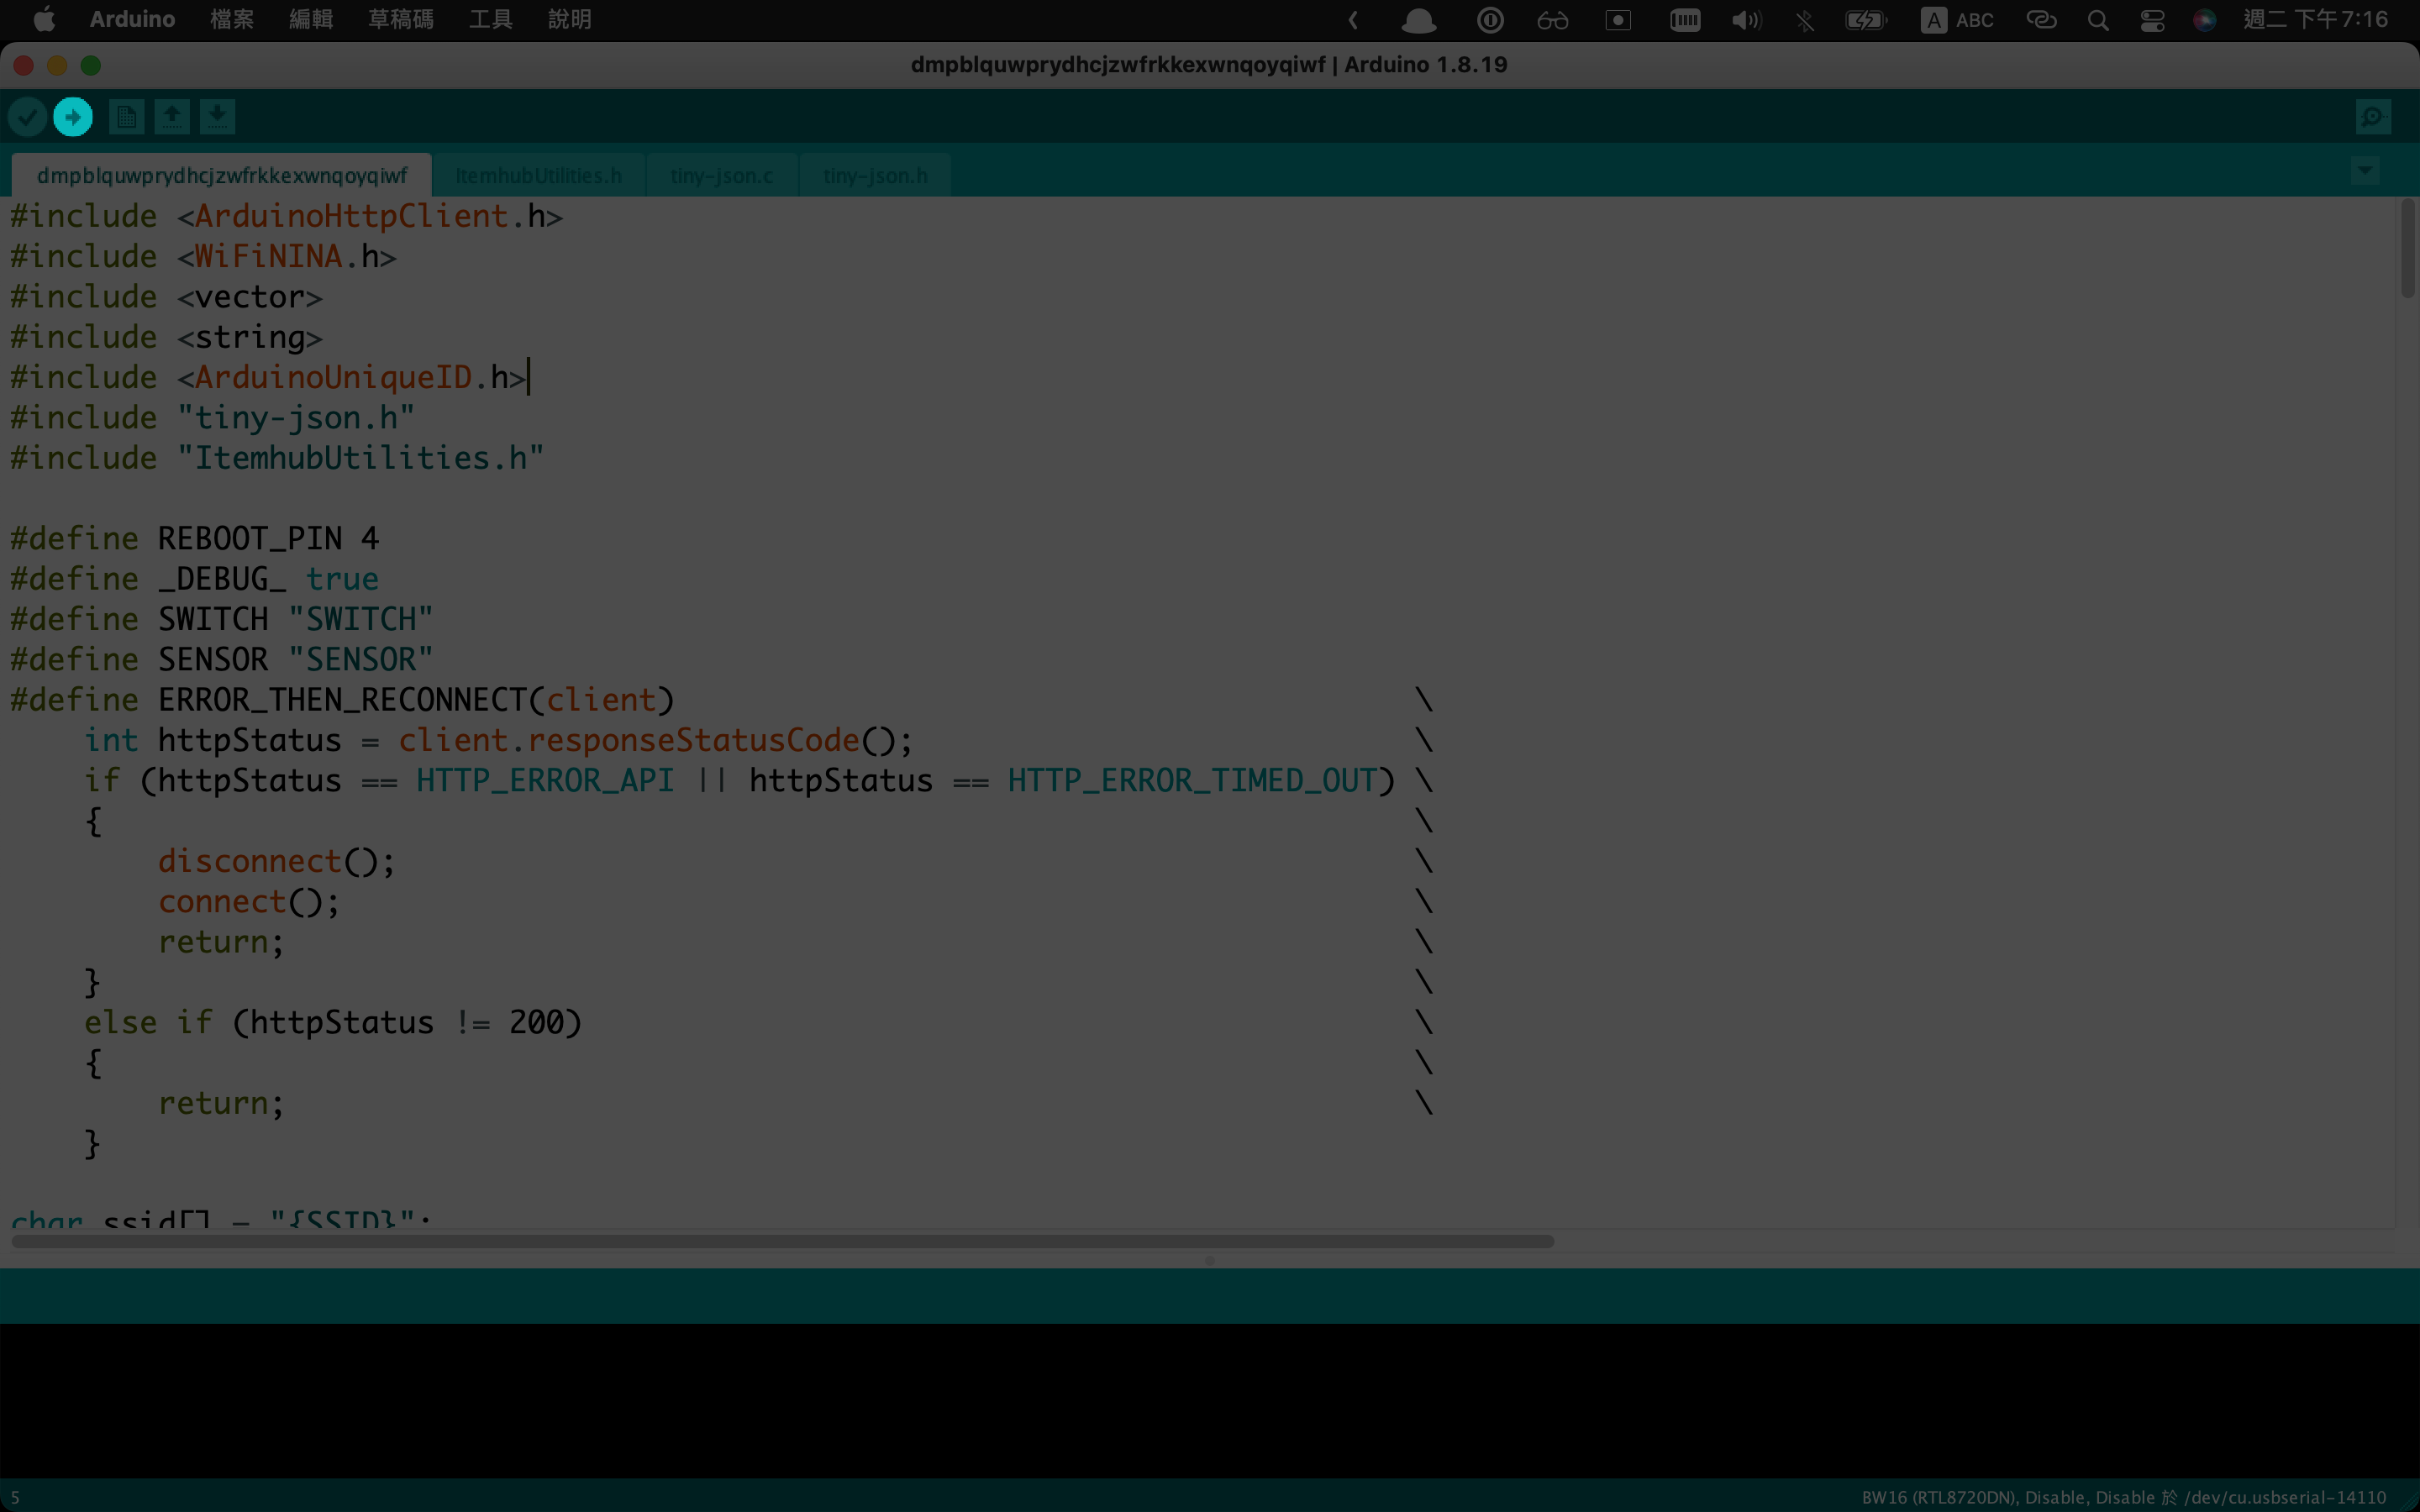 Arduino 檔案 編輯 草稿碼 工具 說明 A ABC 週二 下午7:16
dmpblquwprydhcjzwfrkkexwnqoyqiwf | Arduino 1.8.19
dmpblquwprydhcjzwfrkkexwnqoyqiwf ItemhubUtilities.h tiny-json.c tiny-json.h
#include <ArduinoHttpClient.h>
#include <WiFiNINA.h>
#include <vector>
#include <string>
#include <ArduinoUniqueID.h>
#include "tiny-json.h"
#include "ItemhubUtilities.h"
#define REBOOT_PIN 4
#define _DEBUG_ true
#define SWITCH "SWITCH"
#define SENSOR "SENSOR"
#define ERROR_THEN_RECONNECT(client) \
int httpStatus = client.responseStatusCode(); \
if (httpStatus == HTTP_ERROR_API || httpStatus == HTTP_ERROR_TIMED_OUT) \
{ \
disconnect(); \
connect(); \
return; \
} \
else if (httpStatus != 200) \
{ \
return; \
}
char ssid[] = "{SSID}";
5 BW16 (RTL8720DN), Disable, Disable 於 /dev/cu.usbserial-14110